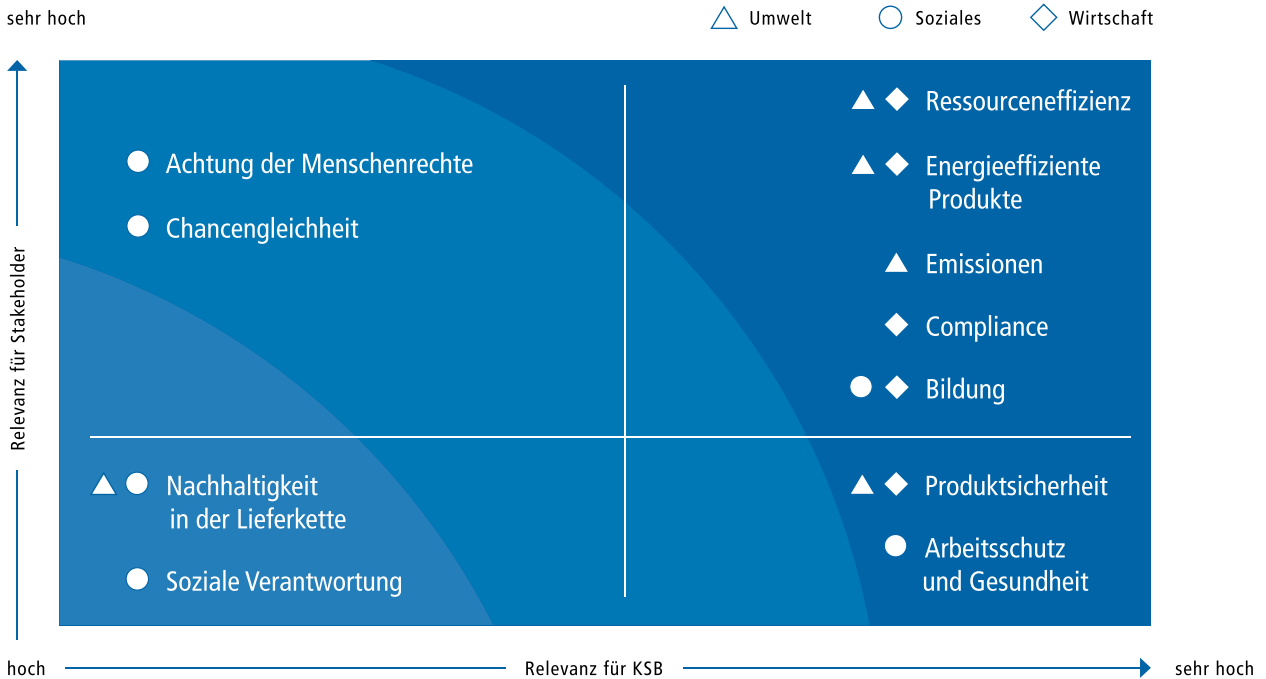 sehr hoch
Umwelt
Soziales
Wirtschaft
Relevanz für Stakeholder
Achtung der Menschenrechte
Chancengleichheit
Ressourceneffizienz
Energieeffiziente
Produkte
Emissionen
Compliance
Bildung
Nachhaltigkeit
in der Lieferkette
Soziale Verantwortung
Produktsicherheit
Arbeitsschutz
und Gesundheit
hoch
Relevanz für KSB
sehr hoch